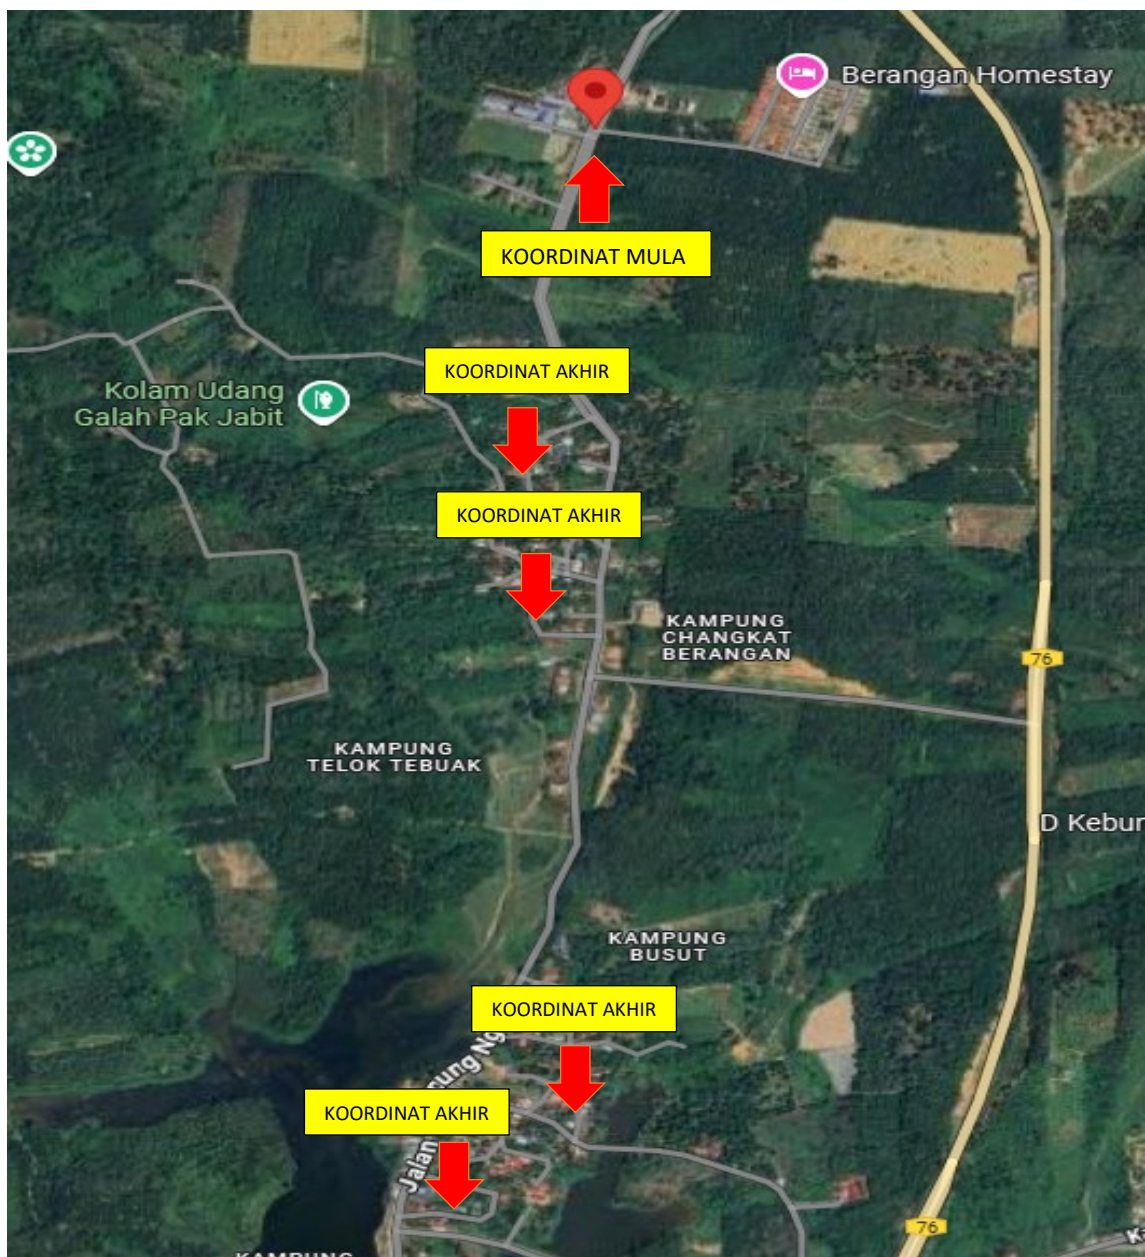 Berangan Homestay
KOORDINAT MULA
KOORDINAT AKHIR
Kolam Udang
Galah Pak Jabit
KOORDINAT AKHIR
KAMPUNG
CHANGKAT
BERANGAN
76
KAMPUNG
TELOK TEBUAK
D Kebun
KAMPUNG
BUSUT
KOORDINAT AKHIR
KOORDINAT AKHIR
Jalan
76
KAMPUNG